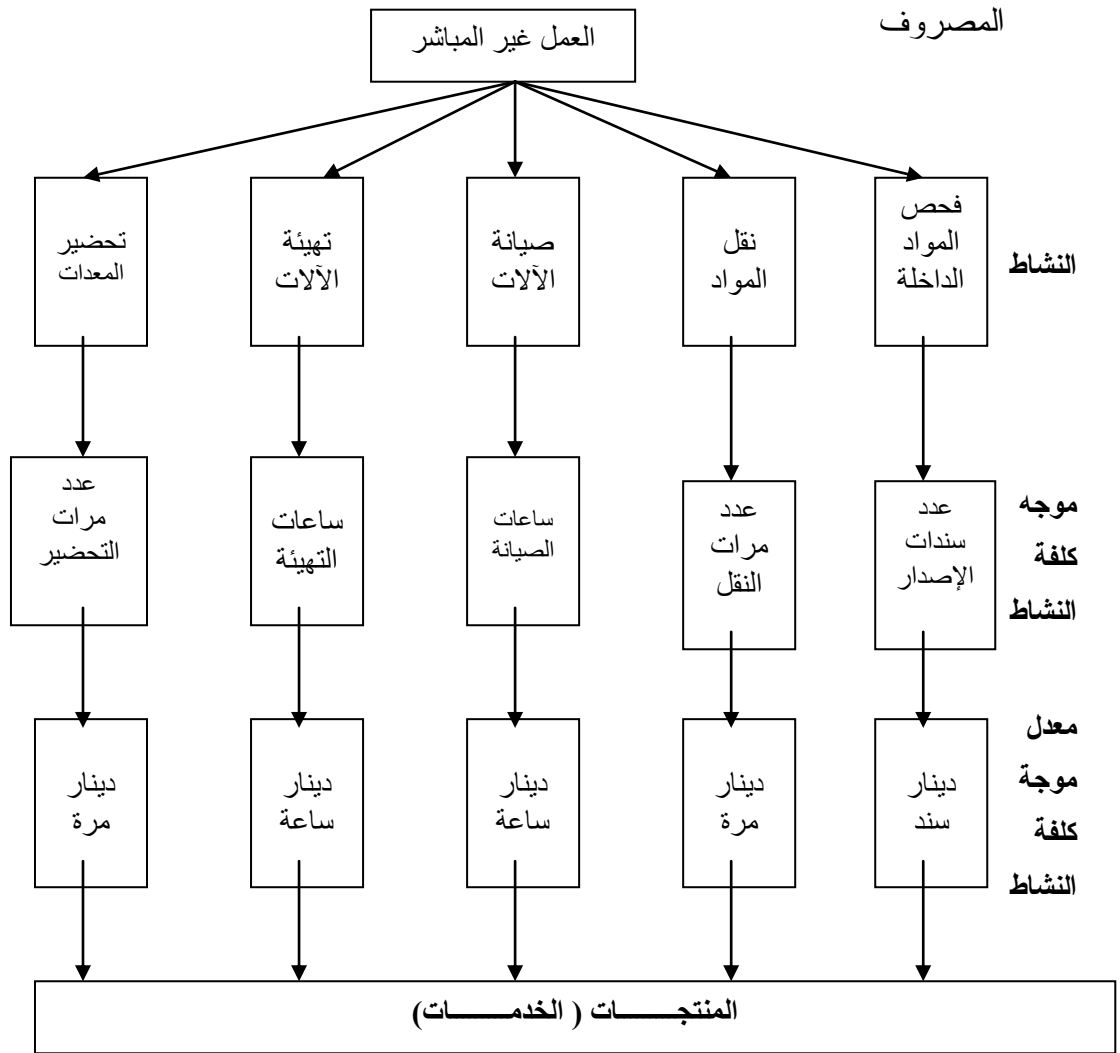 المصروف
العمل غير المباشر
فحص
المواد
الداخلة
نقل
المواد
صيانة
الآلات
تهيئة
الآلات
تحضير
المعدات
النشاط
عدد
سندات
الإصدار
عدد
مرات
النقل
ساعات
الصيانة
ساعات
التهيئة
عدد
مرات
التحضير
موجه
كلفة
النشاط
دينار
سند
دينار
مرة
دينار
ساعة
دينار
ساعة
دينار
مرة
معدل
موجة
كلفة
النشاط
المنتجـــــــات ( الخدمـــــــات)